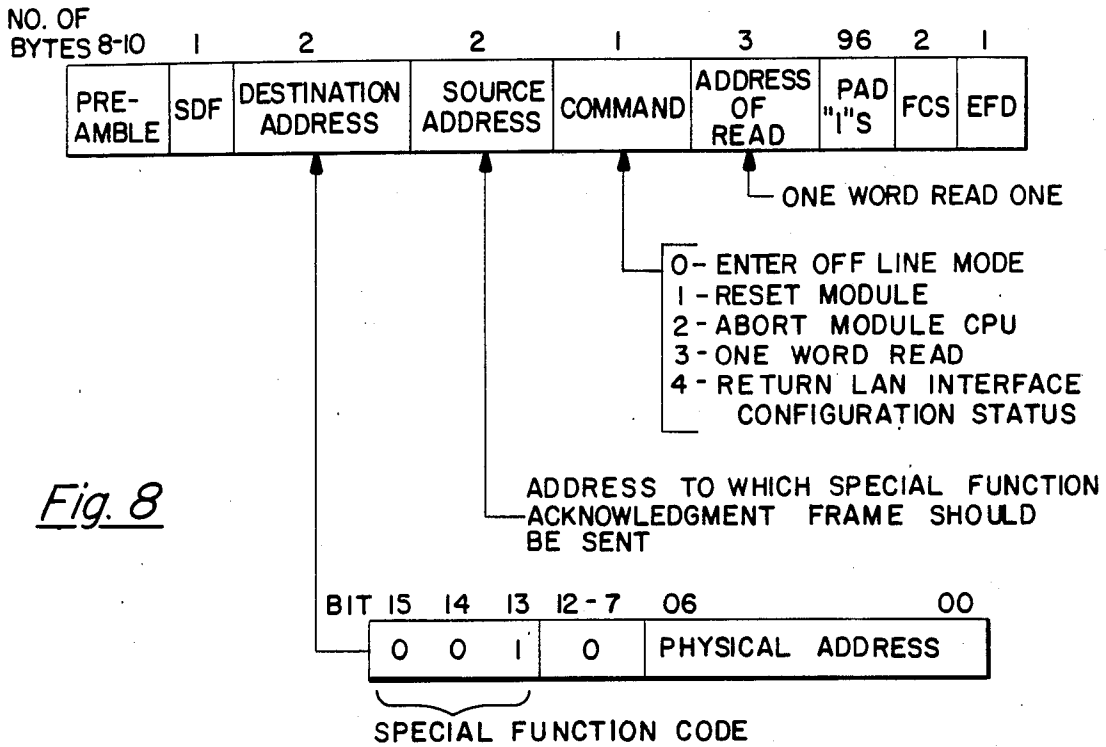 NO. OF
BYTES 8-10 1 2 2 1 3 96 2 1
PRE-AMBLE SDF DESTINATION ADDRESS SOURCE ADDRESS COMMAND ADDRESS OF READ PAD "1"S FCS EFD
ONE WORD READ ONE
0- ENTER OFF LINE MODE
1 - RESET MODULE
2- ABORT MODULE CPU
3- ONE WORD READ
4 - RETURN LAN INTERFACE
CONFIGURATION STATUS
Fig. 8
ADDRESS TO WHICH SPECIAL FUNCTION
ACKNOWLEDGMENT FRAME SHOULD
BE SENT
BIT 15 14 13 12-7 06 00
0 0 1 0 PHYSICAL ADDRESS
SPECIAL FUNCTION CODE